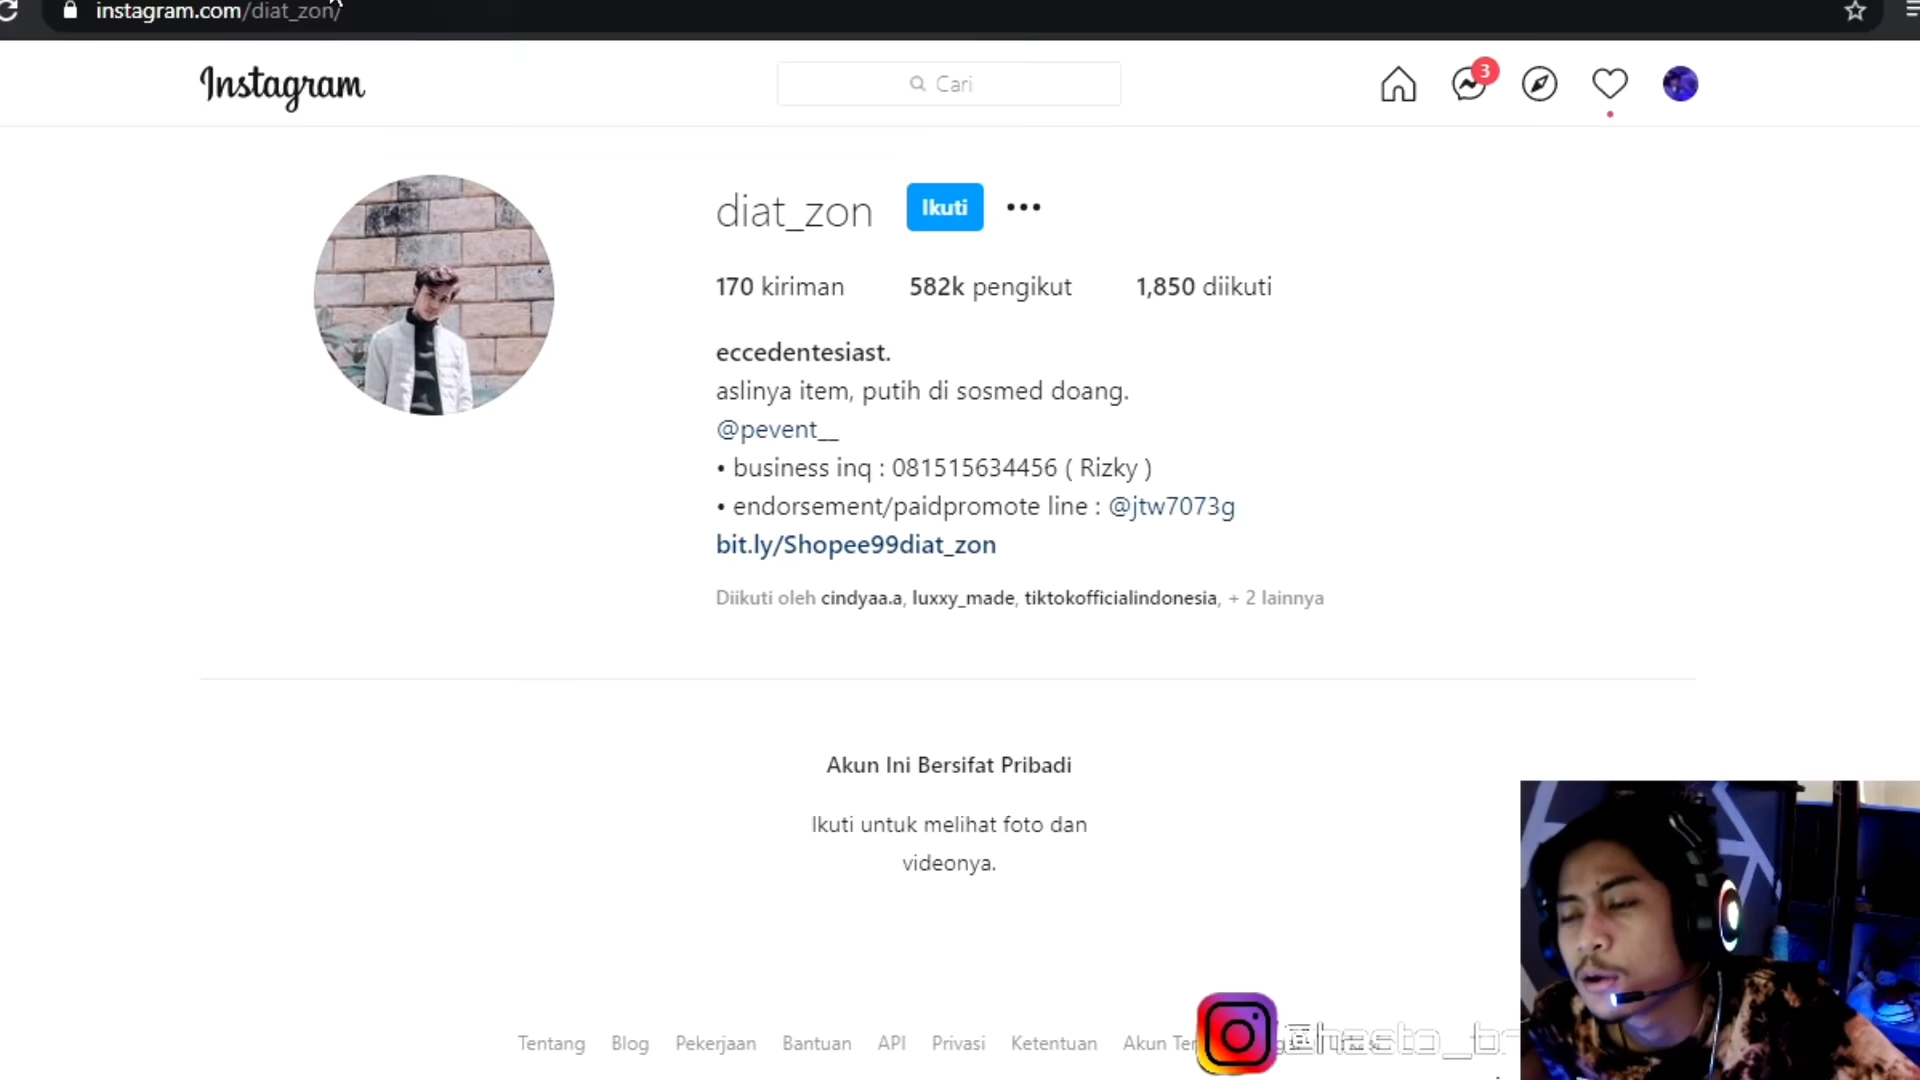 instagram.com/diat_zon/
Instagram
Cari
3
diat_zon
Ikuti
170 kiriman 582k pengikut 1,850 diikuti
eccedentesiast.
aslinya item, putih di sosmed doang.
@pevent__
• business inq : 081515634456 ( Rizky )
• endorsement/paidpromote line : @jtw7073g
bit.ly/Shopee99diat_zon
Diikuti oleh cindyaa.a, luxxy_made, tiktokofficialindonesia, + 2 lainnya
Akun Ini Bersifat Pribadi
Ikuti untuk melihat foto dan
videonya.
Tentang Blog Pekerjaan Bantuan API Privasi Ketentuan Akun